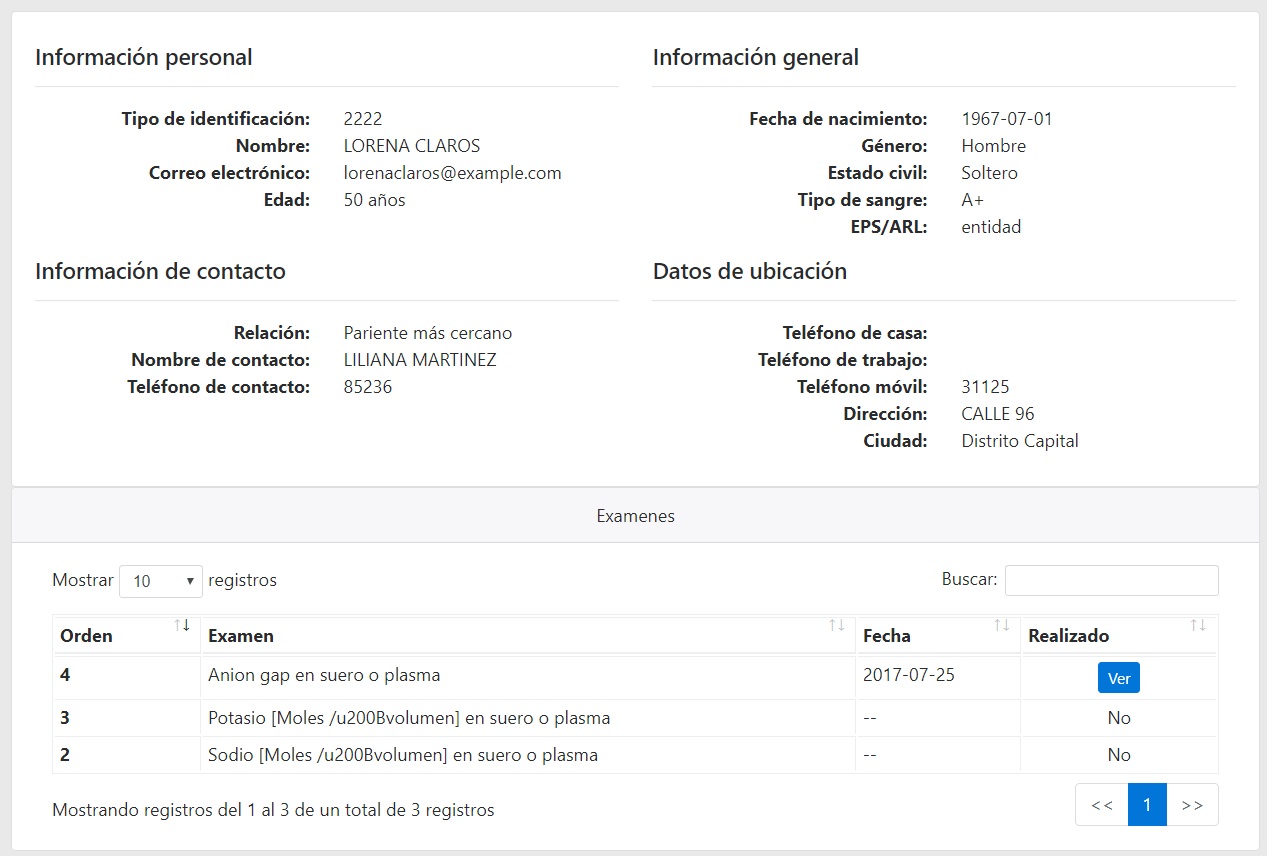 Información personal
Tipo de identificación: 2222
Nombre: LORENA CLAROS
Correo electrónico: lorenaclaros@example.com
Edad: 50 años
Información general
Fecha de nacimiento: 1967-07-01
Género: Hombre
Estado civil: Soltero
Tipo de sangre: A+
EPS/ARL: entidad
Información de contacto
Relación: Pariente más cercano
Nombre de contacto: LILIANA MARTINEZ
Teléfono de contacto: 85236
Datos de ubicación
Teléfono de casa:
Teléfono de trabajo:
Teléfono móvil: 31125
Dirección: CALLE 96
Ciudad: Distrito Capital
Examenes
Mostrar 10 registros Buscar:
Orden Examen Fecha Realizado
4 Anion gap en suero o plasma 2017-07-25 Ver
3 Potasio [Moles /u200Bvolumen] en suero o plasma -- No
2 Sodio [Moles /u200Bvolumen] en suero o plasma -- No
Mostrando registros del 1 al 3 de un total de 3 registros << 1 >>